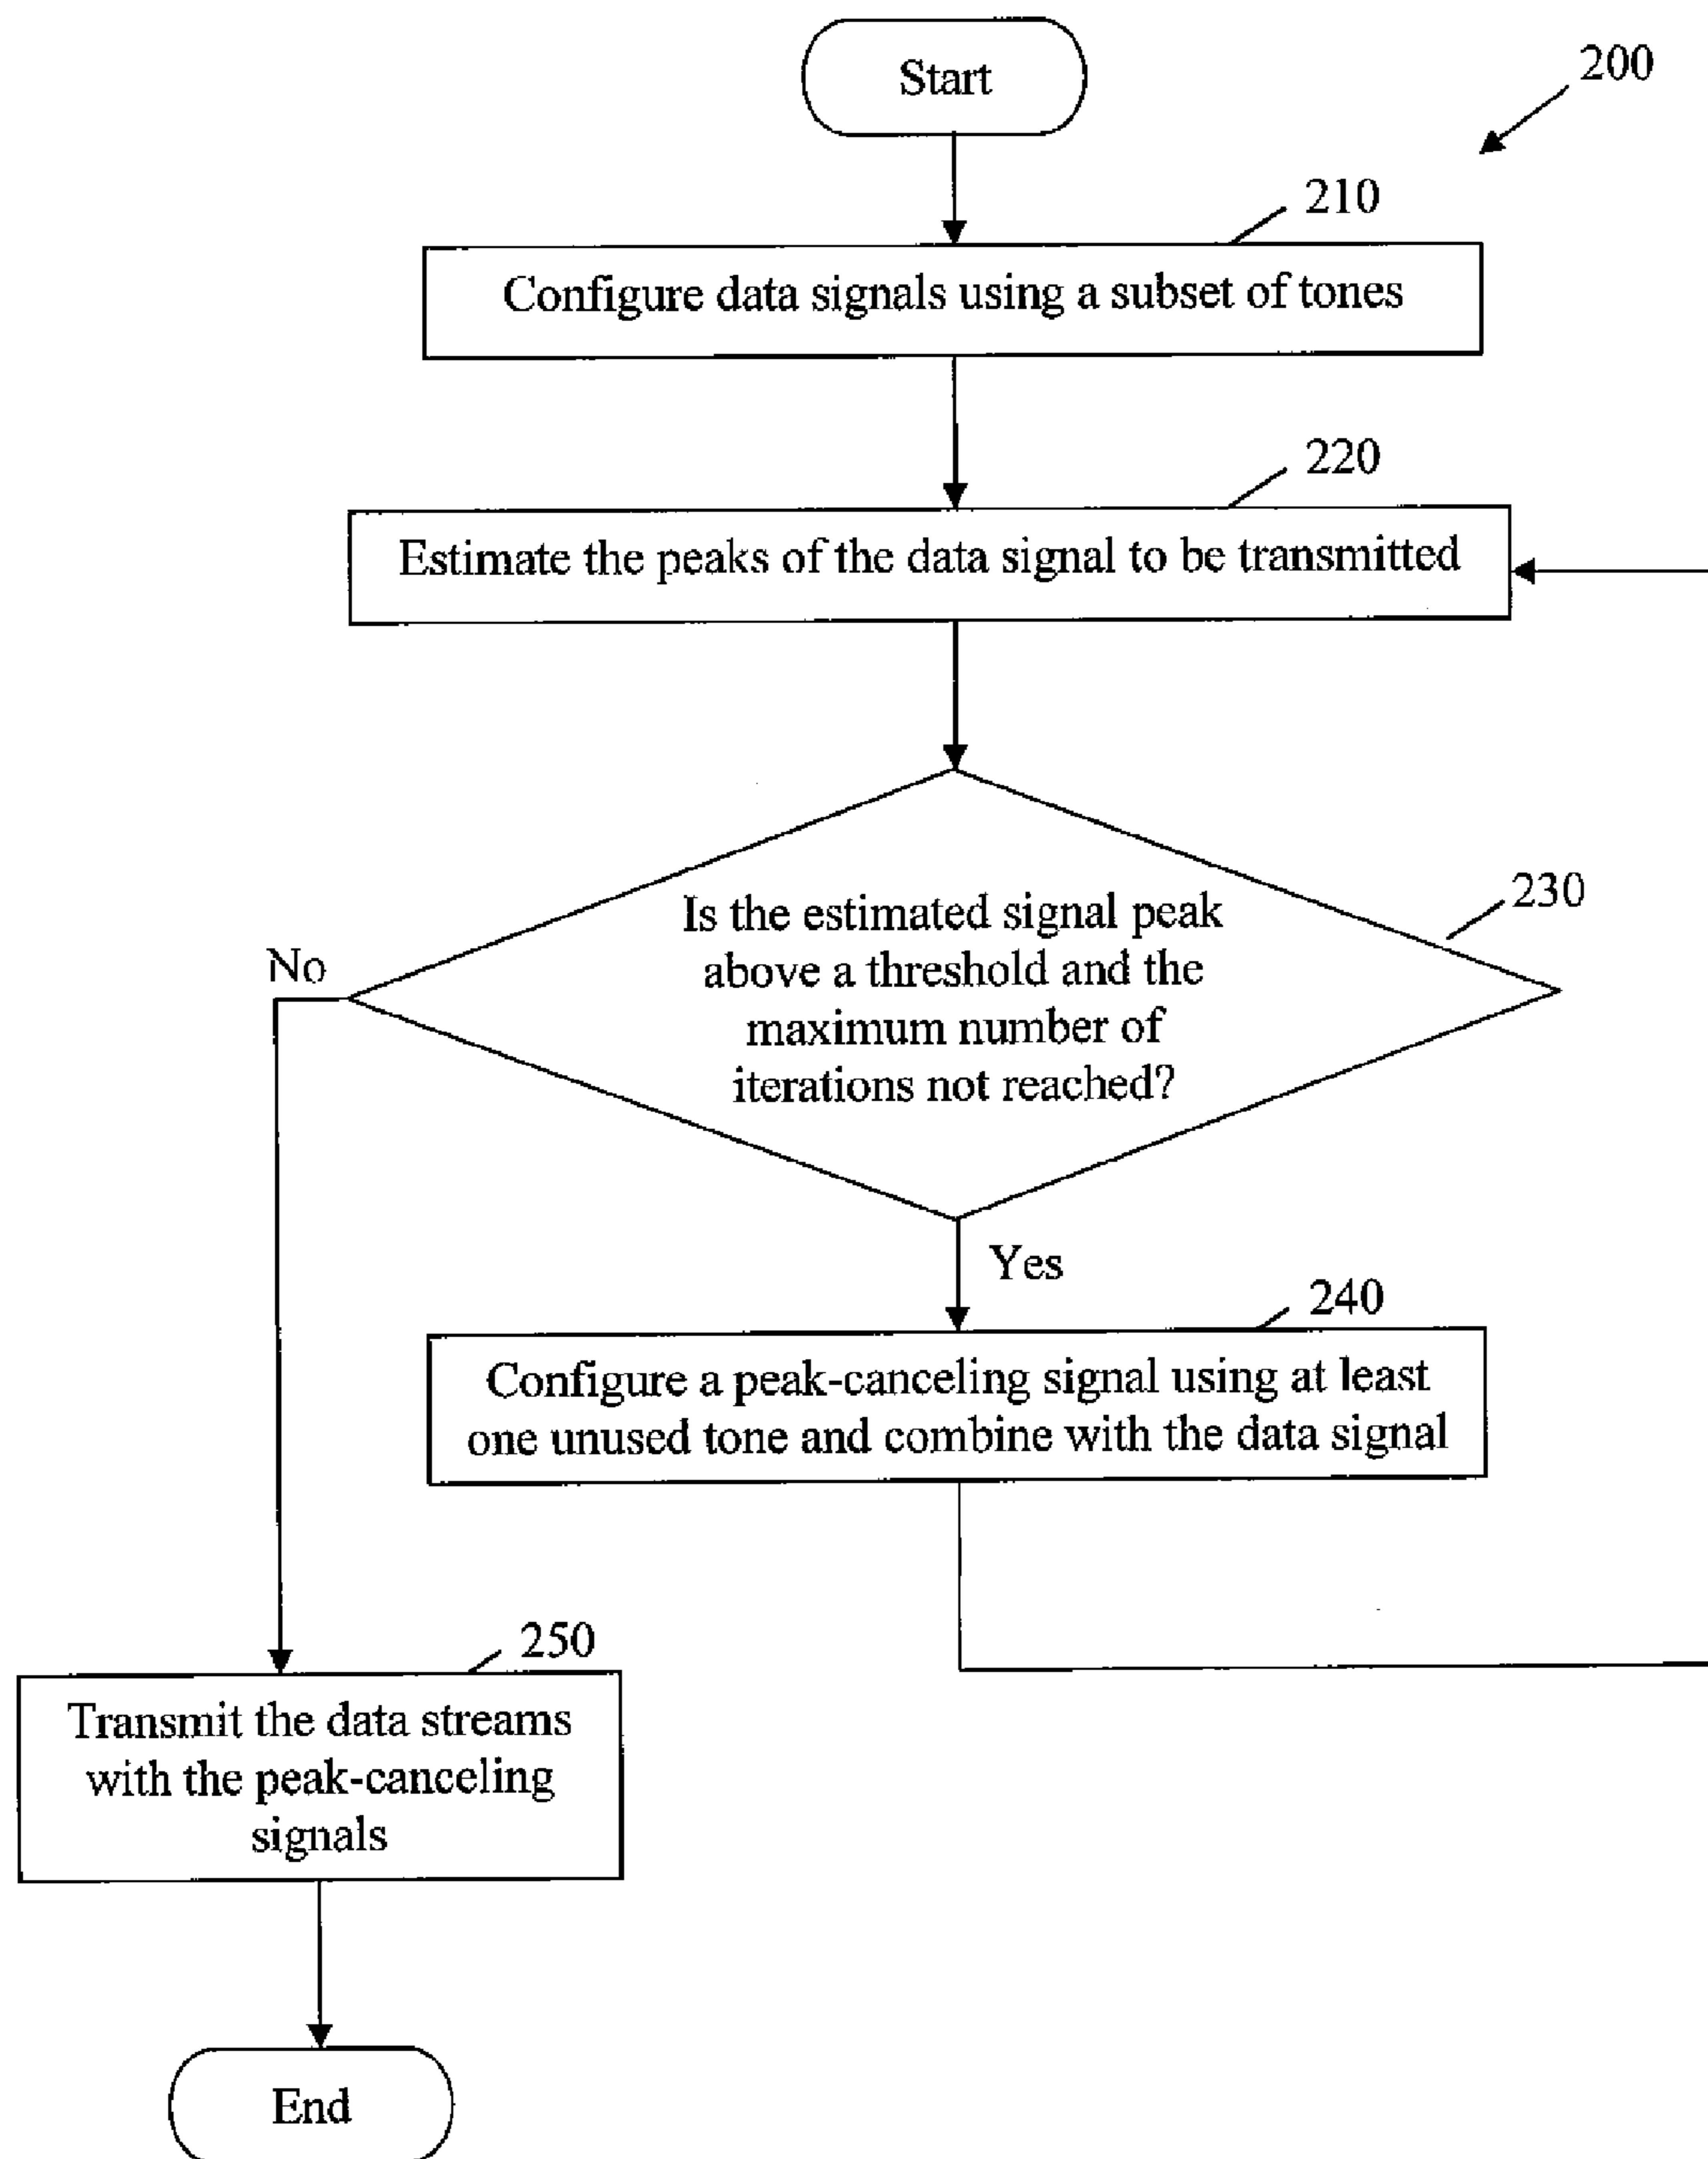 Start
200
210
Configure data signals using a subset of tones
220
Estimate the peaks of the data signal to be transmitted
230
Is the estimated signal peak
above a threshold and the
maximum number of
iterations not reached?
No
Yes
240
Configure a peak-canceling signal using at least
one unused tone and combine with the data signal
250
Transmit the data streams
with the peak-canceling
signals
End